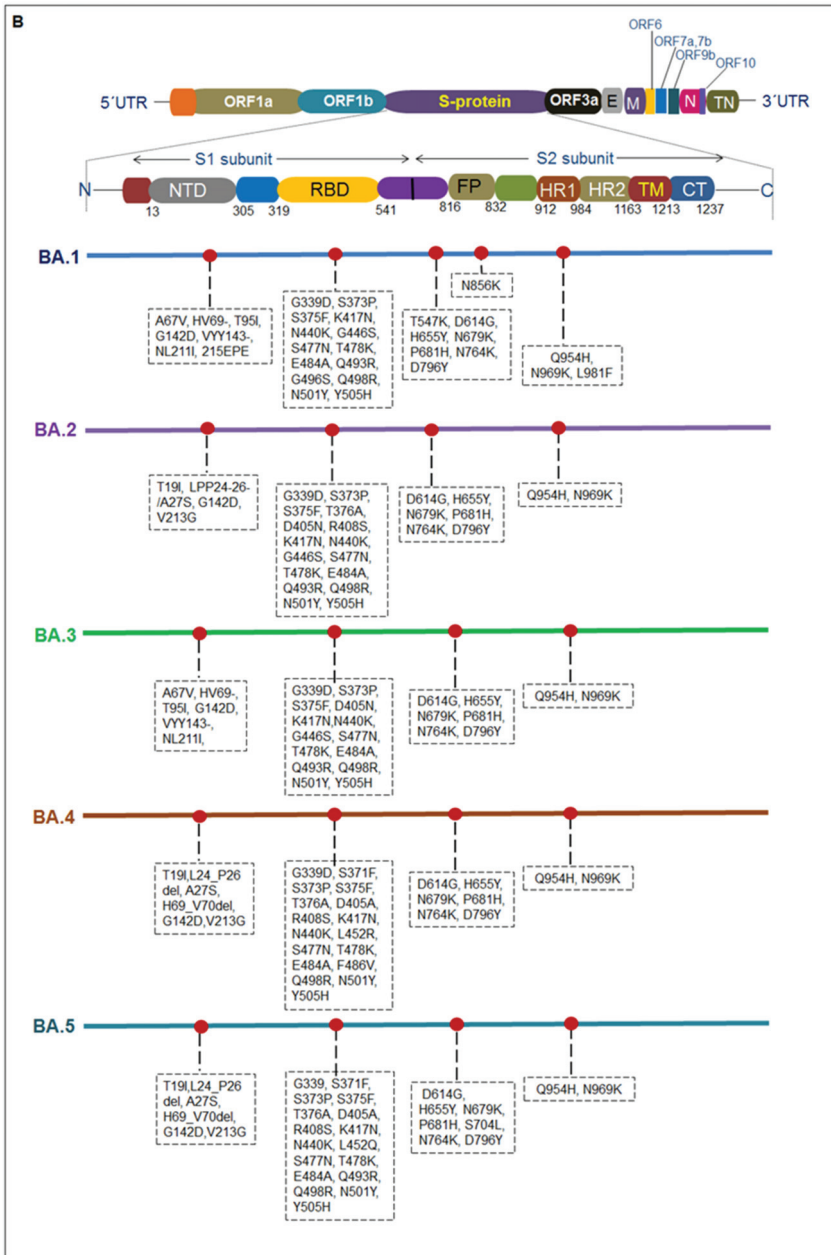 B
ORF6
ORF7a,7b
ORF9b
ORF10
5´UTR
ORF1a
ORF1b
S-protein
ORF3a
E
M
N
TN
3´UTR
S1 subunit
S2 subunit
N
NTD
RBD
FP
HR1
HR2
TM
CT
C
13
305
319
541
816
832
912
984
1163
1213
1237
BA.1
A67V, HV69-, T95I,
G142D, VYY143-,
NL211I, 215EPE
G339D, S373P,
S375F, K417N,
N440K, G446S,
S477N, T478K,
E484A, Q493R,
G496S, Q498R,
N501Y, Y505H
T547K, D614G,
H655Y, N679K,
P681H, N764K,
D796Y
N856K
Q954H,
N969K, L981F
BA.2
T19I, LPP24-26-
/A27S, G142D,
V213G
G339D, S373P,
S375F, T376A,
D405N, R408S,
K417N, N440K,
G446S, S477N,
T478K, E484A,
Q493R, Q498R,
N501Y, Y505H
D614G, H655Y,
N679K, P681H,
N764K, D796Y
Q954H, N969K
BA.3
A67V, HV69-,
T95I, G142D,
VYY143-,
NL211I,
G339D, S373P,
S375F, D405N,
K417N,N440K,
G446S, S477N,
T478K, E484A,
Q493R, Q498R,
N501Y, Y505H
D614G, H655Y,
N679K, P681H,
N764K, D796Y
Q954H, N969K
BA.4
T19I,L24_P26
del, A27S,
H69_V70del,
G142D,V213G
G339D, S371F,
S373P, S375F,
T376A, D405A,
R408S, K417N,
N440K, L452R,
S477N, T478K,
E484A, F486V,
Q498R, N501Y,
Y505H
D614G, H655Y,
N679K, P681H,
N764K, D796Y
Q954H, N969K
BA.5
T19I,L24_P26
del, A27S,
H69_V70del,
G142D,V213G
G339, S371F,
S373P, S375F,
T376A, D405A,
R408S, K417N,
N440K, L452Q,
S477N, T478K,
E484A, Q493R,
Q498R, N501Y,
Y505H
D614G,
H655Y, N679K,
P681H, S704L,
N764K, D796Y
Q954H, N969K